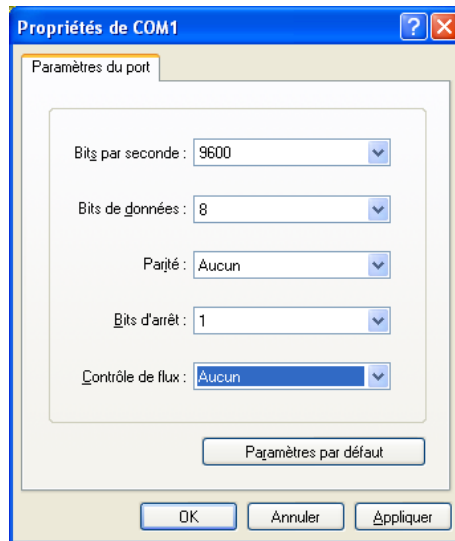 Propriétés de COM1
Paramètres du port
Bits par seconde : 9600
Bits de données : 8
Parité : Aucun
Bits d'arrêt : 1
Contrôle de flux : Aucun
Paramètres par défaut
OK Annuler Appliquer